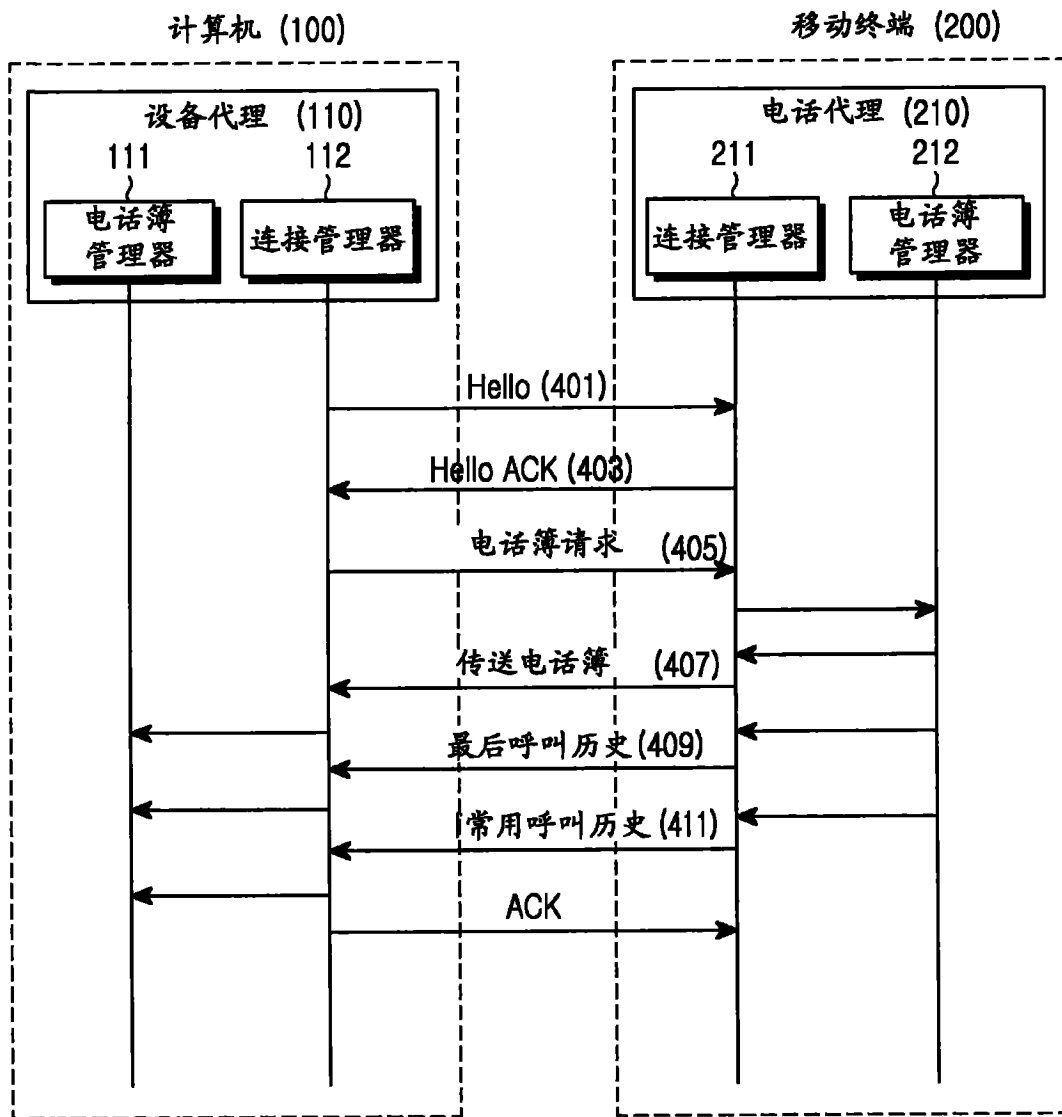 计算机 (100)
移动终端 (200)
设备代理 (110)
电话代理 (210)
111
112
211
212
电话簿
管理器
连接管理器
连接管理器
电话簿
管理器
Hello (401)
Hello ACK (403)
电话簿请求 (405)
传送电话簿 (407)
最后呼叫历史 (409)
常用呼叫历史 (411)
ACK